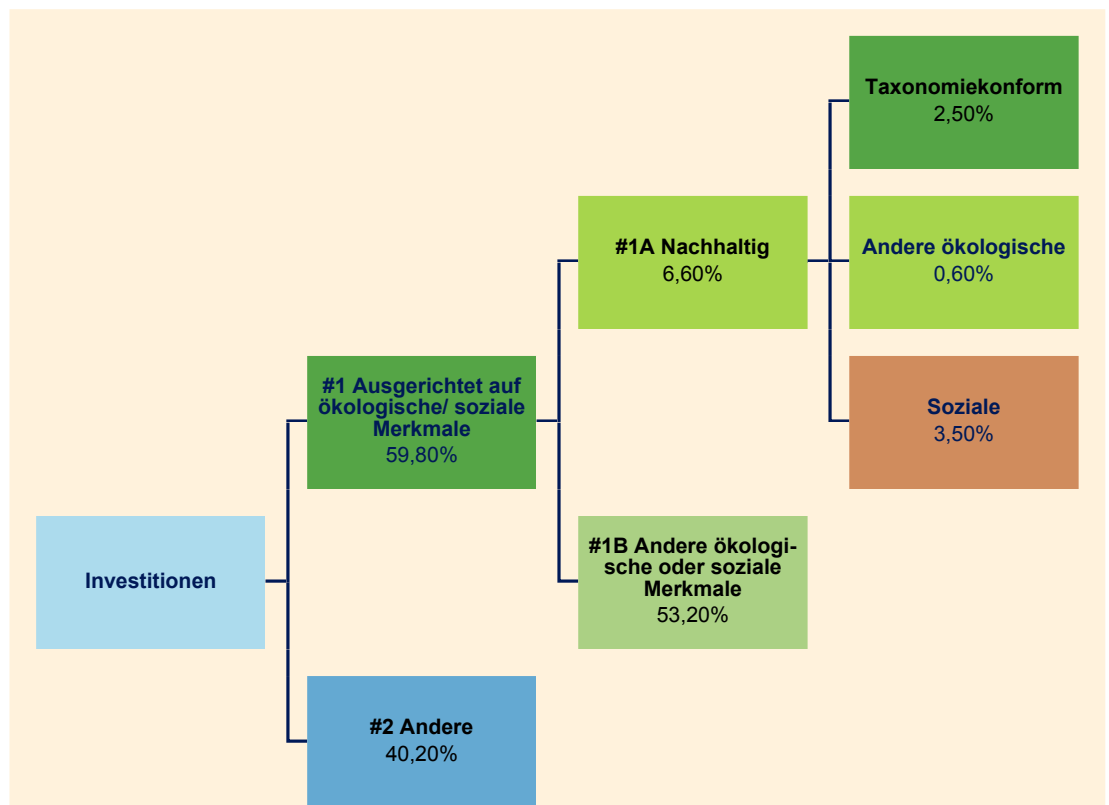 Taxonomiekonform
2,50%
#1A Nachhaltig
6,60%
Andere ökologische
0,60%
#1 Ausgerichtet auf
ökologische/ soziale
Merkmale
59,80%
Soziale
3,50%
Investitionen
#1B Andere ökologi-
sche oder soziale
Merkmale
53,20%
#2 Andere
40,20%